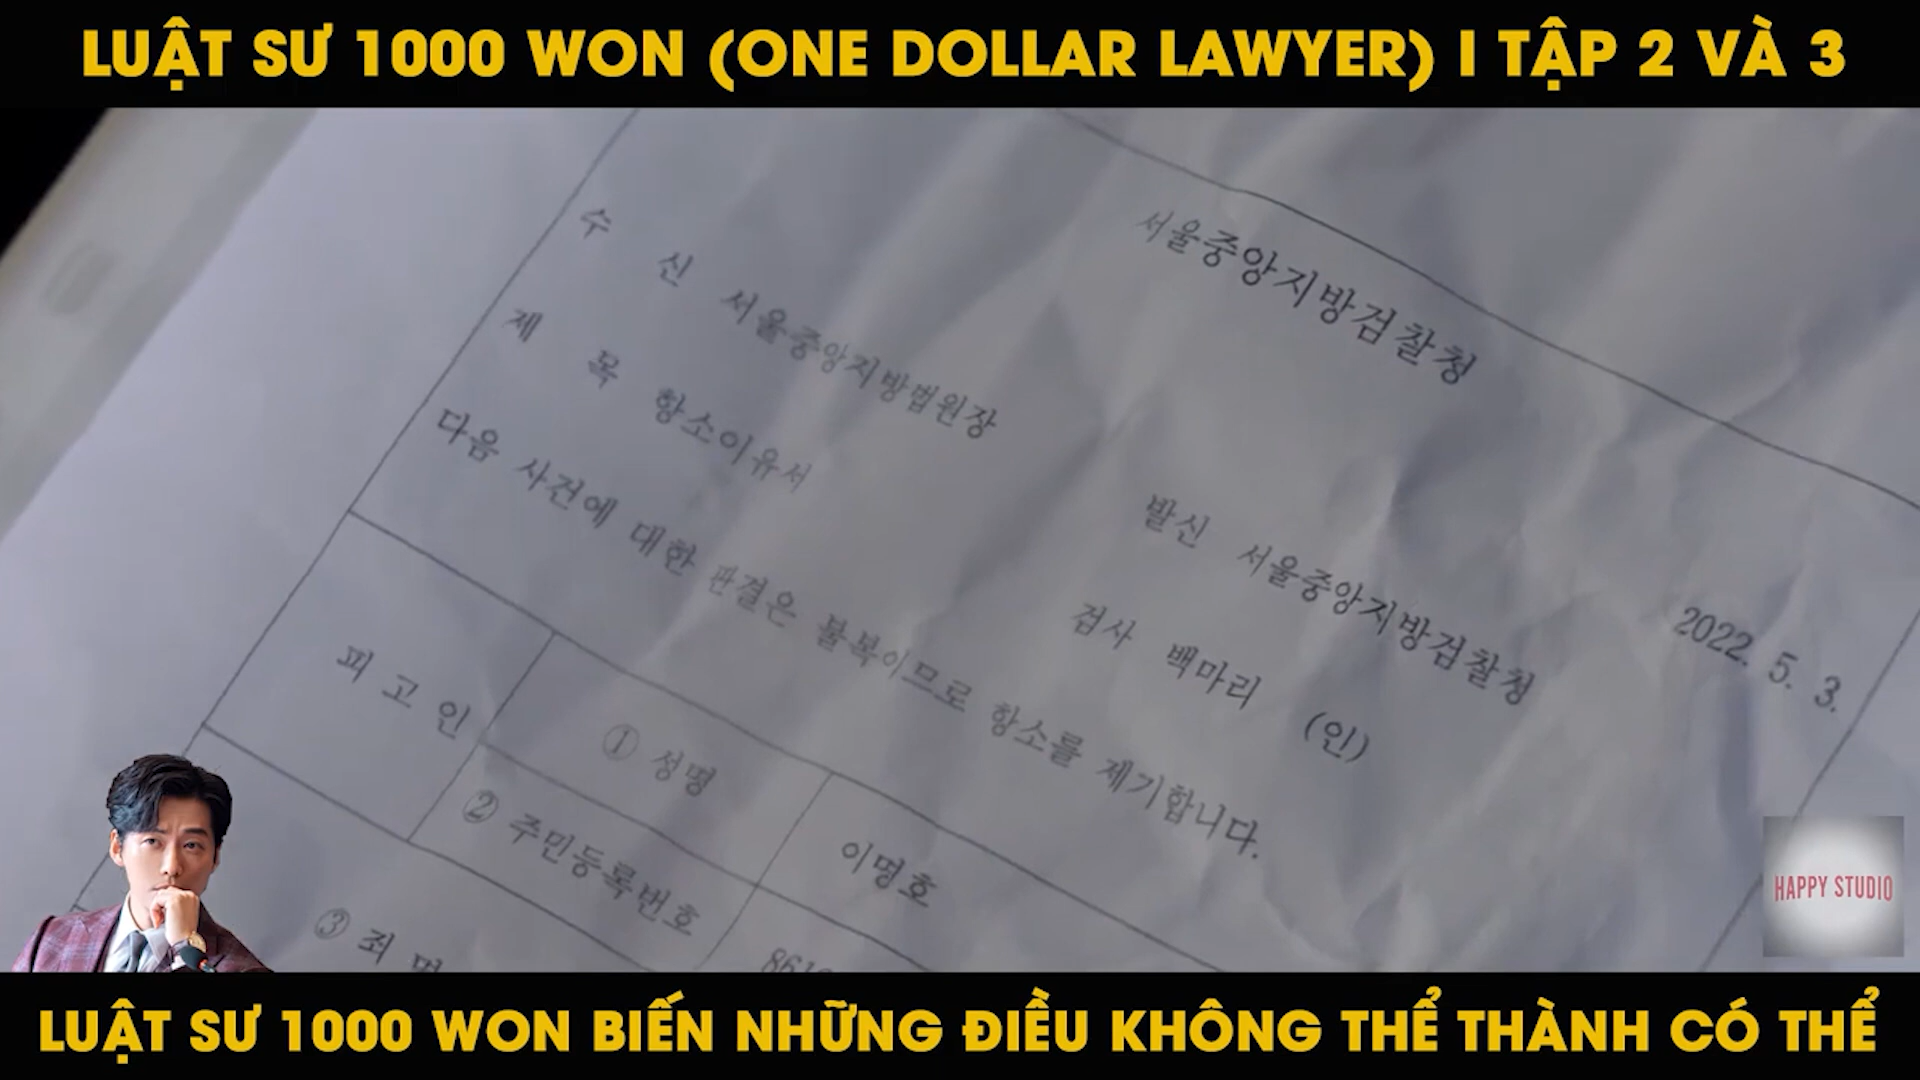 LUẬT SƯ 1000 WON (ONE DOLLAR LAWYER) I TẬP 2 VÀ 3
서울중앙지방검찰청
2022. 5. 3.
수 신 서울중앙지방법원장
발신 서울중앙지방검찰청
제 목 항소이유서
검사 백마리 (인)
다음 사건에 대한 판결은 불복이므로 항소를 제기합니다.
피고인
① 성명
이명호
② 주민등록번호
③ 죄 명
HAPPY STUDIO
LUẬT SƯ 1000 WON BIẾN NHỮNG ĐIỀU KHÔNG THỂ THÀNH CÓ THỂ